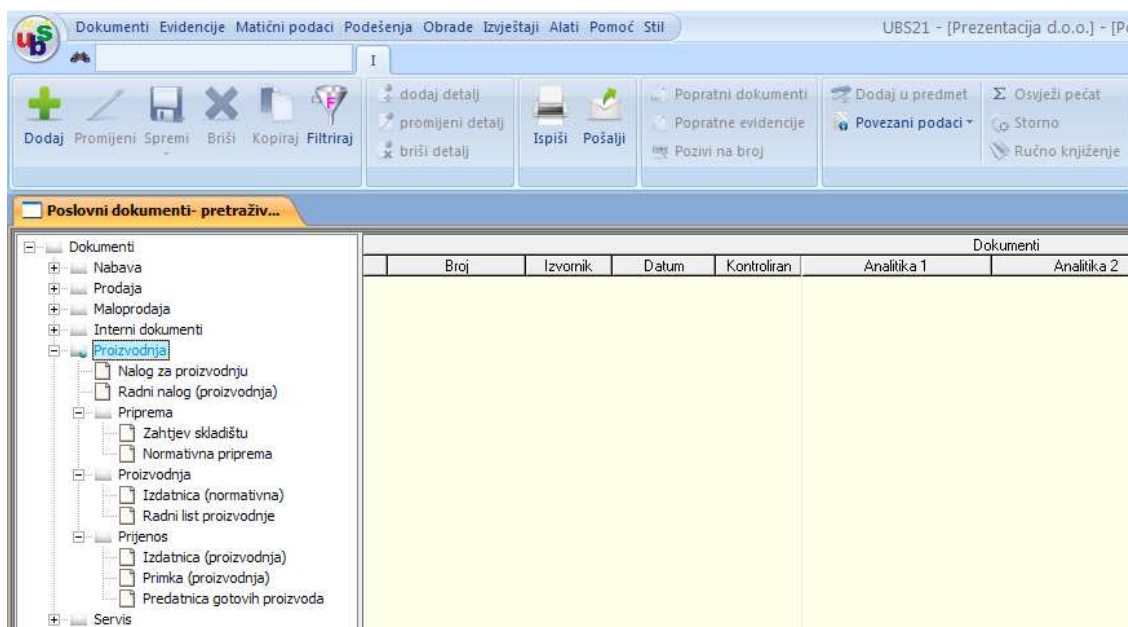 UbS
Dokumenti Evidencije Matični podaci Podešenja Obrade Izvještaji Alati Pomoć Stil
UBS21 - [Prezentacija d.o.o.] - [P
I
Dodaj Promijeni Spremi Briši Kopiraj Filtriraj
dodaj detalj
promijeni detalj
briši detalj
Ispiši Pošalji
Popratni dokumenti
Popratne evidencije
Pozivi na broj
Dodaj u predmet
Povezani podaci
Σ Osvježi pečat
Storno
Ručno knjiženje
Poslovni dokumenti- pretraživ...
Dokumenti
Nabava
Prodaja
Maloprodaja
Interni dokumenti
Proizvodnja
Nalog za proizvodnju
Radni nalog (proizvodnja)
Priprema
Zahtjev skladištu
Normativna priprema
Proizvodnja
Izdatnica (normativna)
Radni list proizvodnje
Prijenos
Izdatnica (proizvodnja)
Primka (proizvodnja)
Predatnica gotovih proizvoda
Servis
Dokumenti
Broj Izvornik Datum Kontroliran Analitika 1 Analitika 2